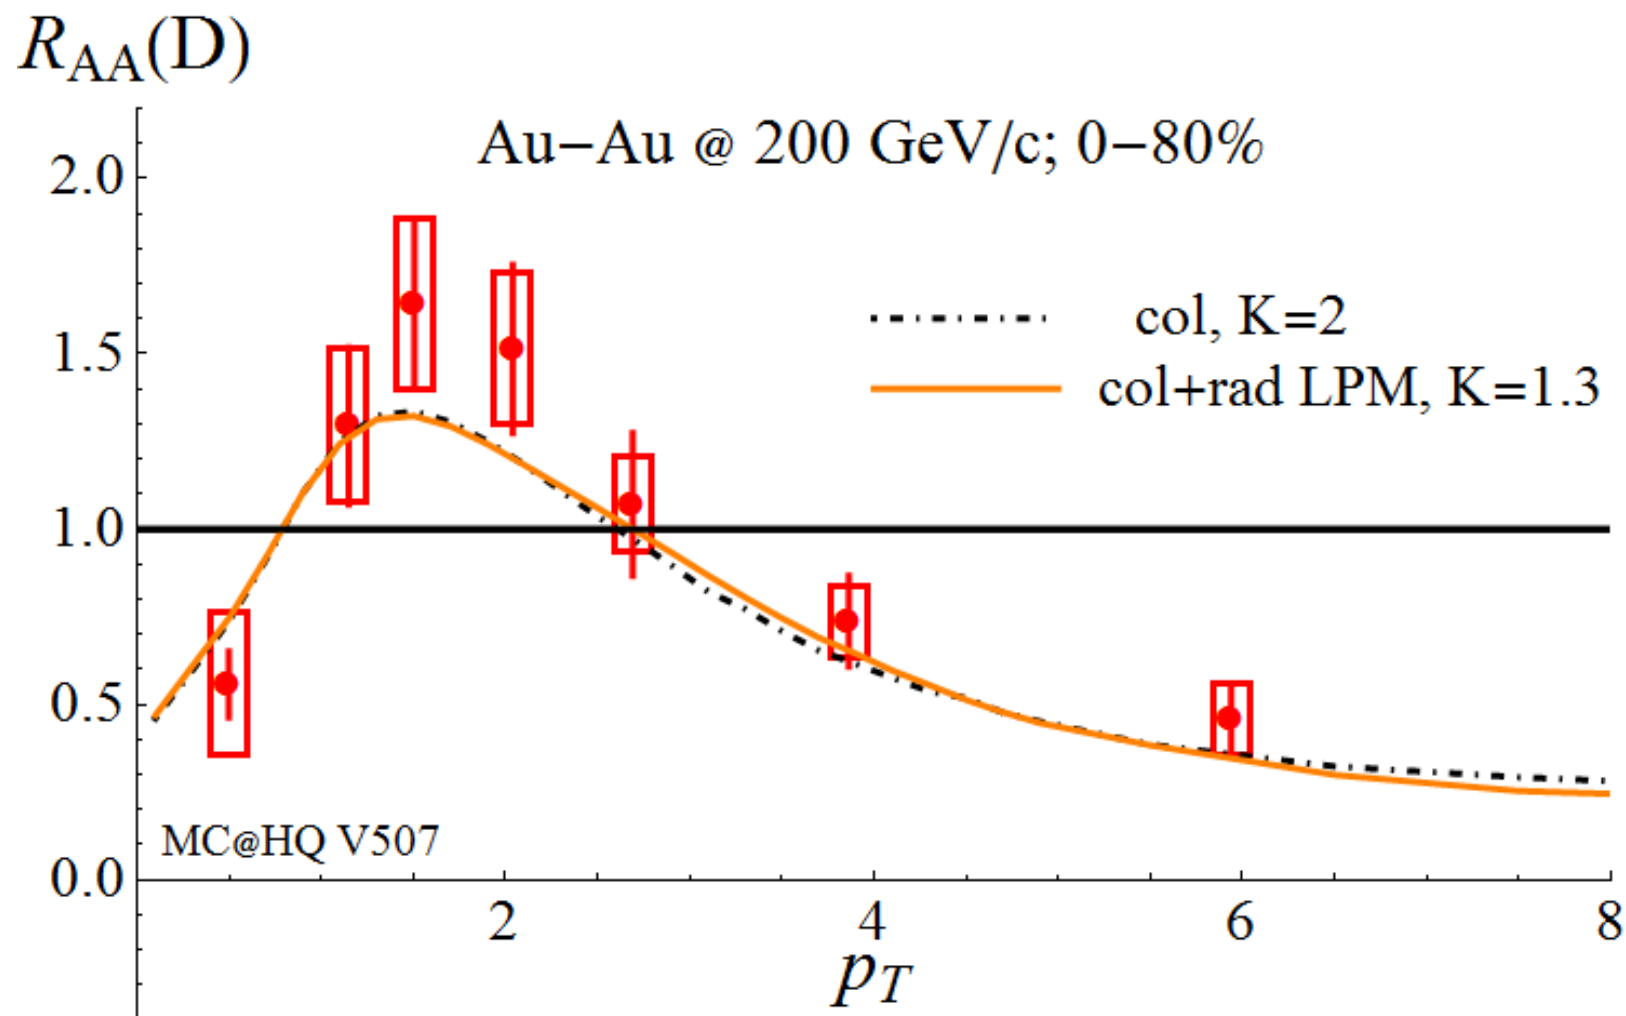 R_AA(D)
Au−Au @ 200 GeV/c; 0−80%
2.0
1.5
1.0
0.5
0.0
col, K=2
col+rad LPM, K=1.3
MC@HQ V507
2 4 6 8
p_T